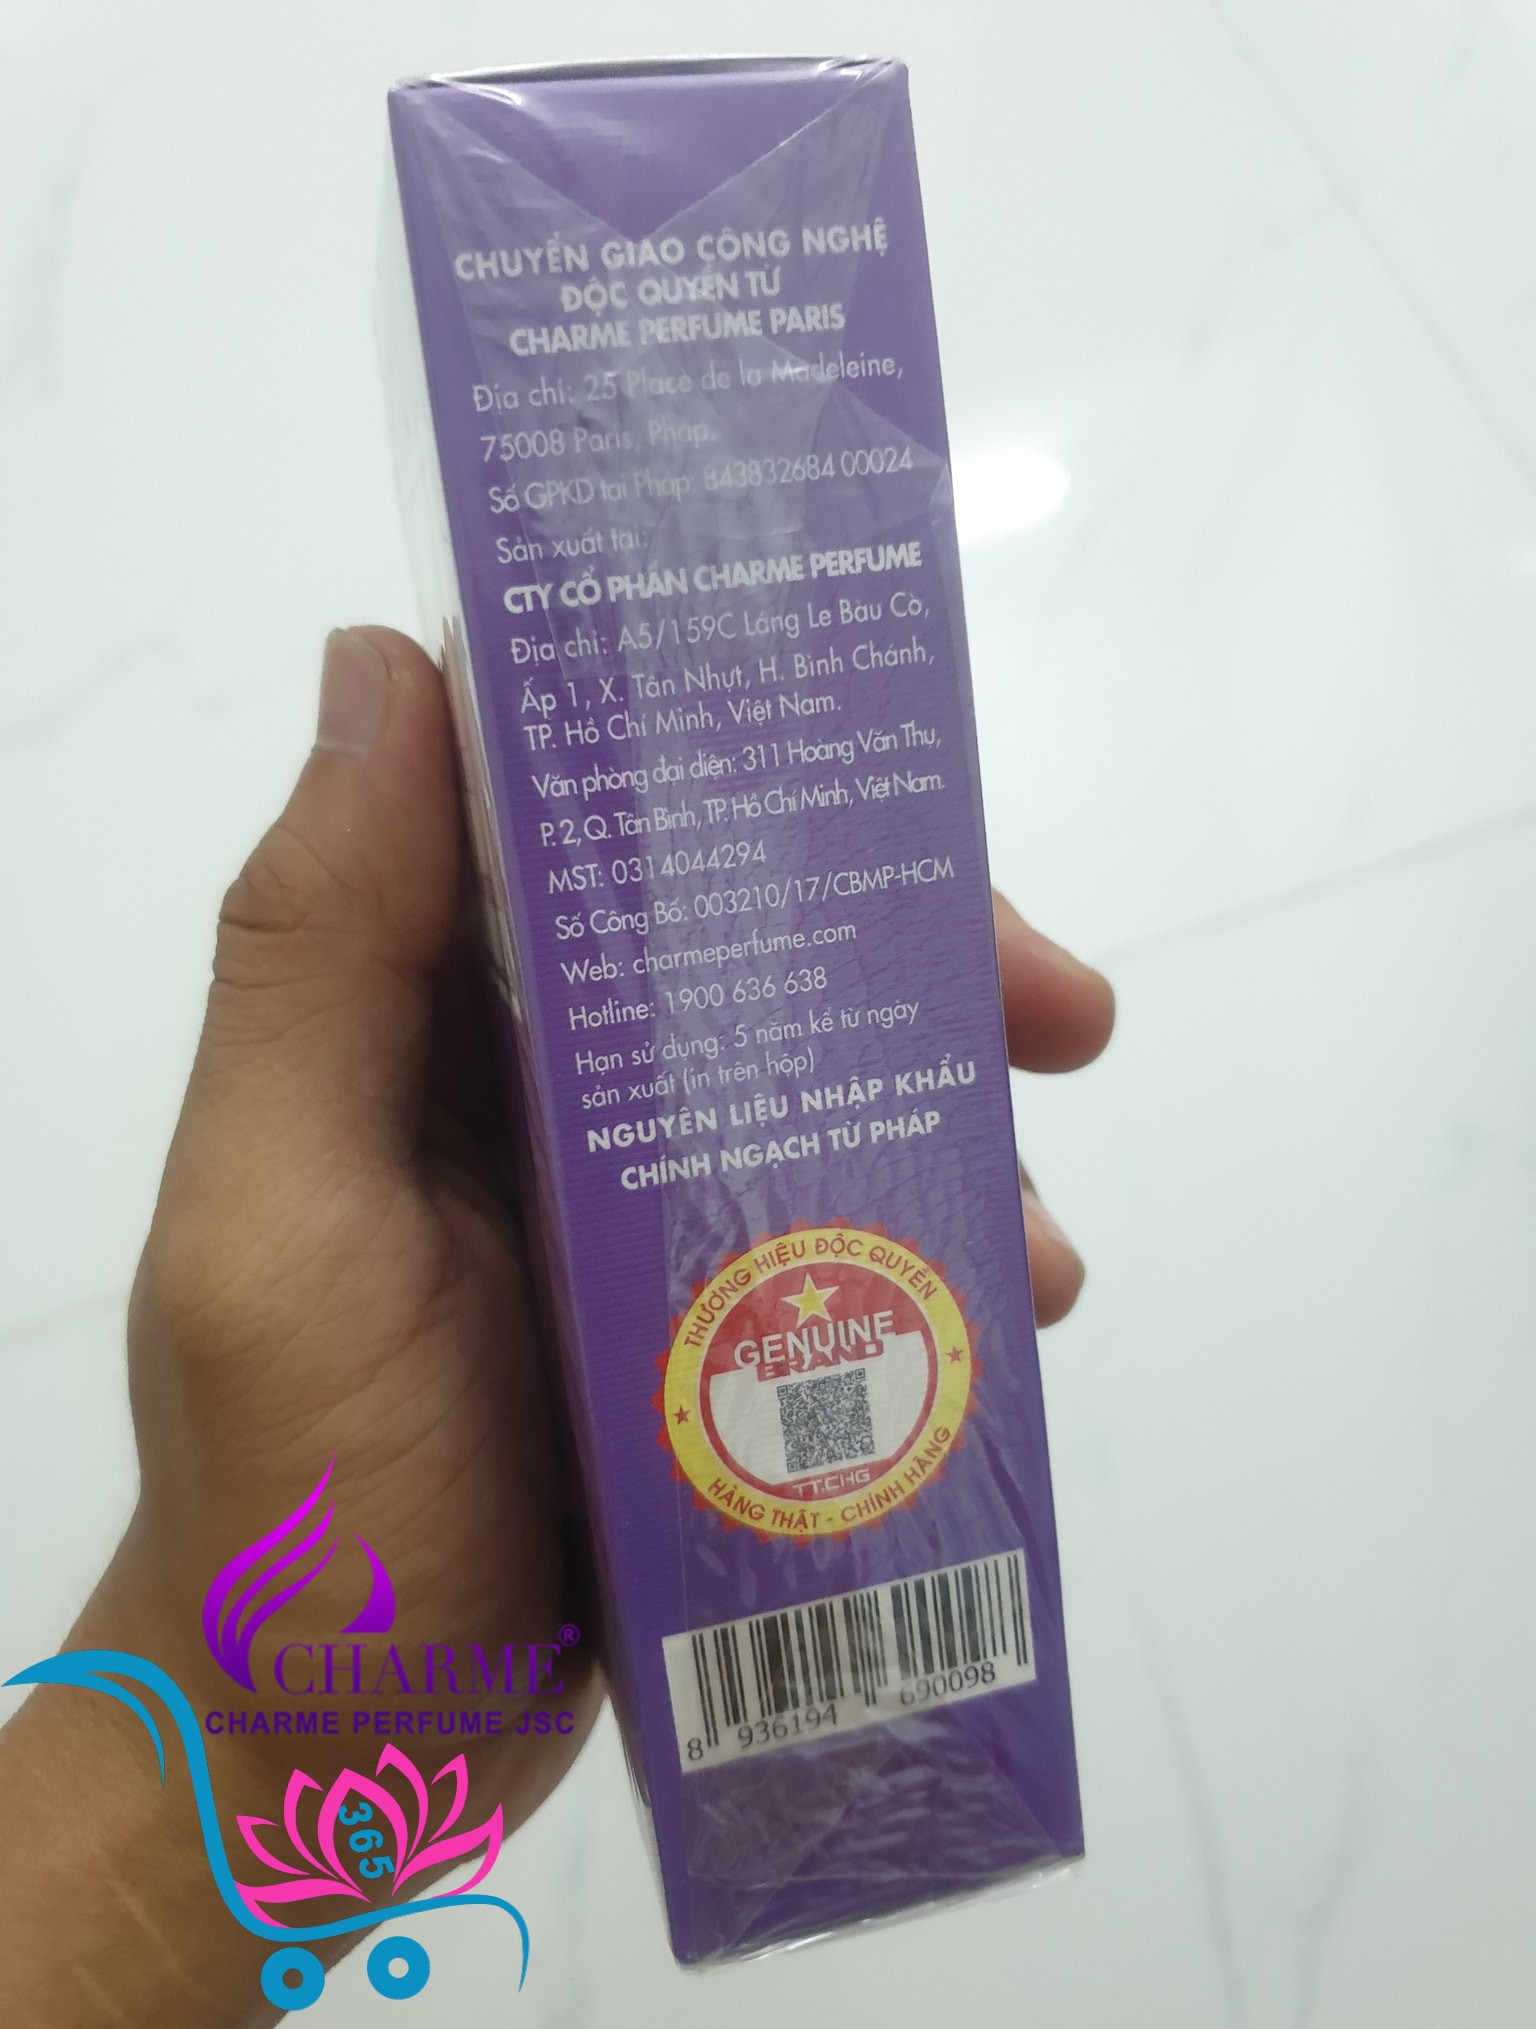 CHUYỂN GIAO CÔNG NGHỆ
ĐỘC QUYỀN TỪ
CHARME PERFUME PARIS
Địa chỉ: 25 Place de la Madeleine,
75008 Paris, Pháp.
Số GPKD tại Pháp: 843832684 00024
Sản xuất tại:
CTY CỔ PHẦN CHARME PERFUME
Địa chỉ: A5/159C Láng Le Bàu Cò,
Ấp 1, X. Tân Nhựt, H. Bình Chánh,
TP. Hồ Chí Minh, Việt Nam.
Văn phòng đại diện: 311 Hoàng Văn Thụ,
P. 2, Q. Tân Bình, TP. Hồ Chí Minh, Việt Nam.
MST: 0314044294
Số Công Bố: 003210/17/CBMP-HCM
Web: charmeperfume.com
Hotline: 1900 636 638
Hạn sử dụng: 5 năm kể từ ngày
sản xuất (in trên hộp)
NGUYÊN LIỆU NHẬP KHẨU
CHÍNH NGẠCH TỪ PHÁP
THƯƠNG HIỆU ĐỘC QUYỀN
GENUINE
BRAND
TT.CHG
HÀNG THẬT - CHÍNH HÃNG
8 936194 690098
CHARME®
CHARME PERFUME JSC
365